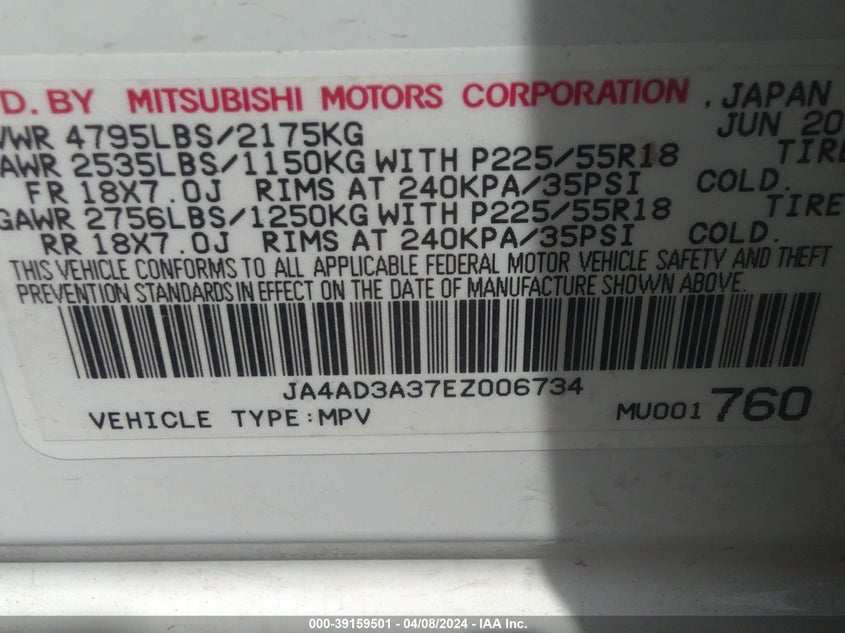 D. BY MITSUBISHI MOTORS CORPORATION , JAPAN
VWR 4795LBS/2175KG JUN 20
AWR 2535LBS/1150KG WITH P225/55R18 TIRE
FR 18X7.0J RIMS AT 240KPA/35PSI COLD.
GAWR 2756LBS/1250KG WITH P225/55R18 TIRE
RR 18X7.0J RIMS AT 240KPA/35PSI COLD.
THIS VEHICLE CONFORMS TO ALL APPLICABLE FEDERAL MOTOR VEHICLE SAFETY AND THEFT
PREVENTION STANDARDS IN EFFECT ON THE DATE OF MANUFACTURE SHOWN ABOVE.
JA4AD3A37EZ006734
VEHICLE TYPE:MPV MU001760
000-39159501 - 04/08/2024 - IAA Inc.